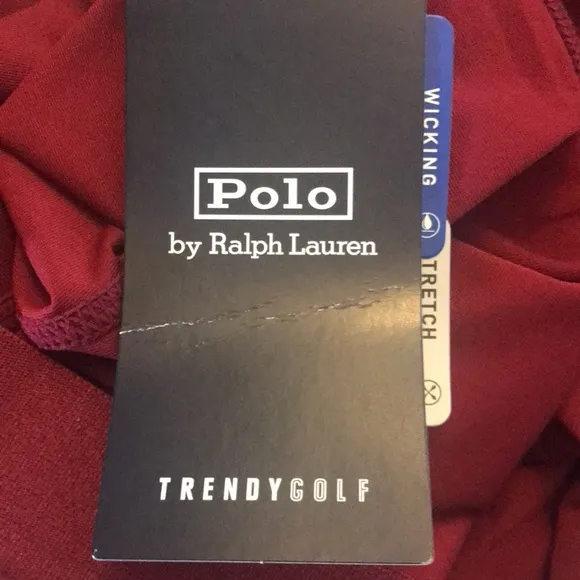 Polo
by Ralph Lauren
TRENDYGOLF
WICKING
TRETCH